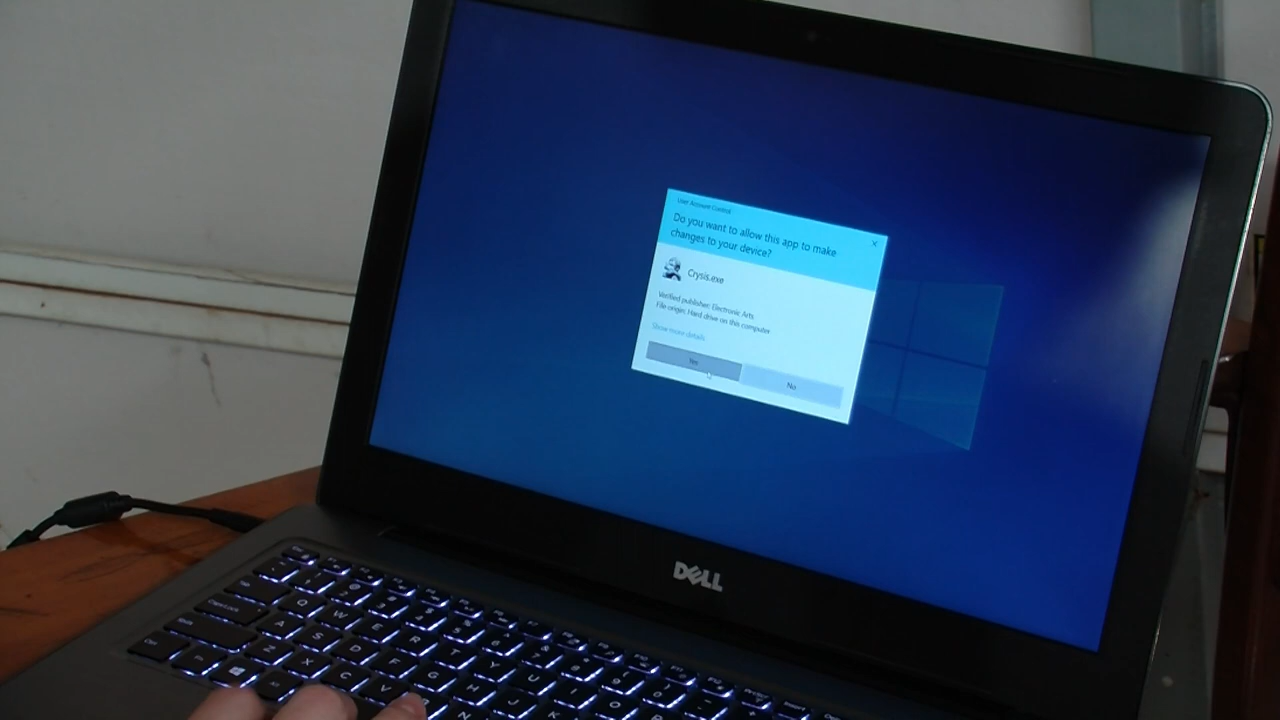 User Account Control
Do you want to allow this app to make
changes to your device?
Crysis.exe
Verified publisher: Electronic Arts
File origin: Hard drive on this computer
Show more details
Yes
No
DELL
Q W E R T Y U
CapsLock A S D F G H J K
Z X C V